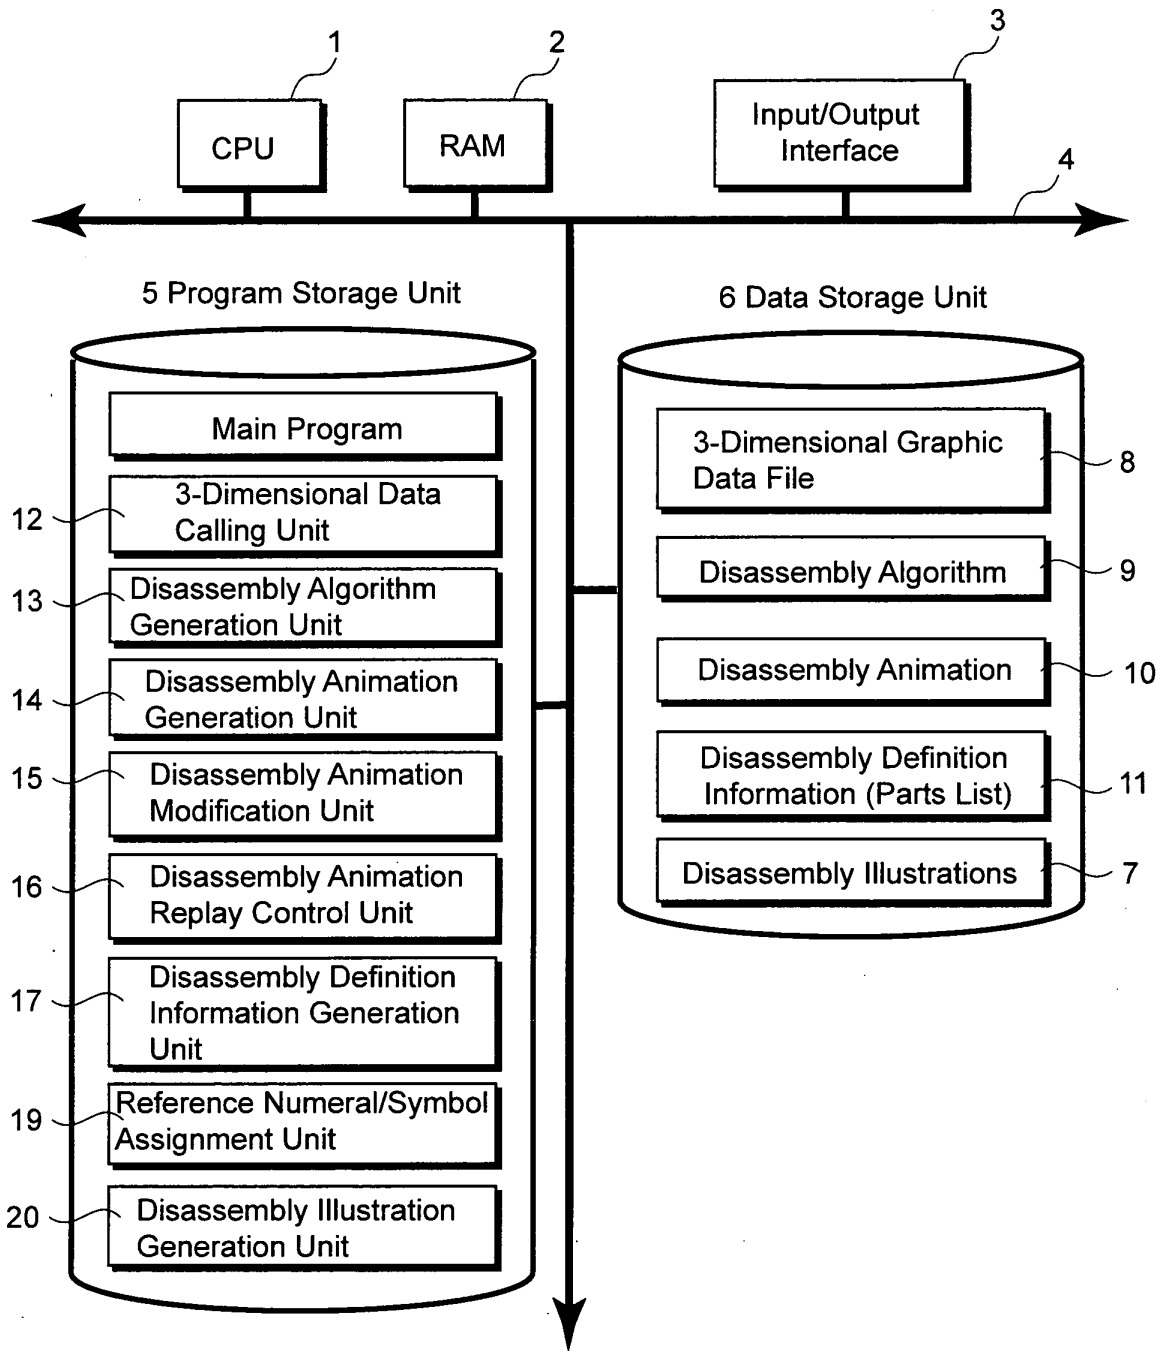 1
2
3
CPU
RAM
Input/Output
Interface
4
5 Program Storage Unit
6 Data Storage Unit
Main Program
12
3-Dimensional Data
Calling Unit
13
Disassembly Algorithm
Generation Unit
14
Disassembly Animation
Generation Unit
15
Disassembly Animation
Modification Unit
16
Disassembly Animation
Replay Control Unit
17
Disassembly Definition
Information Generation
Unit
19
Reference Numeral/Symbol
Assignment Unit
20
Disassembly Illustration
Generation Unit
3-Dimensional Graphic
Data File
8
Disassembly Algorithm
9
Disassembly Animation
10
Disassembly Definition
Information (Parts List)
11
Disassembly Illustrations
7